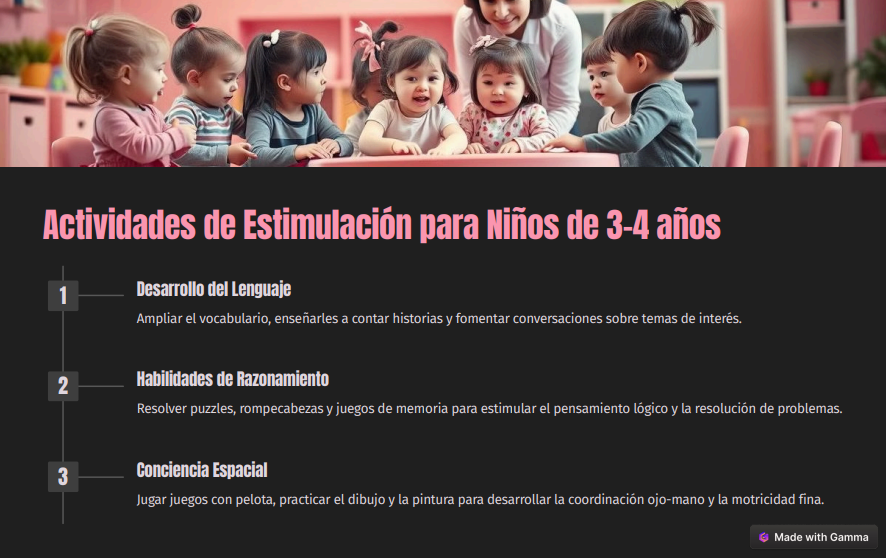 Actividades de Estimulación para Niños de 3-4 años
1
Desarrollo del Lenguaje
Ampliar el vocabulario, enseñarles a contar historias y fomentar conversaciones sobre temas de interés.
2
Habilidades de Razonamiento
Resolver puzzles, rompecabezas y juegos de memoria para estimular el pensamiento lógico y la resolución de problemas.
3
Conciencia Espacial
Jugar juegos con pelota, practicar el dibujo y la pintura para desarrollar la coordinación ojo-mano y la motricidad fina.
Made with Gamma